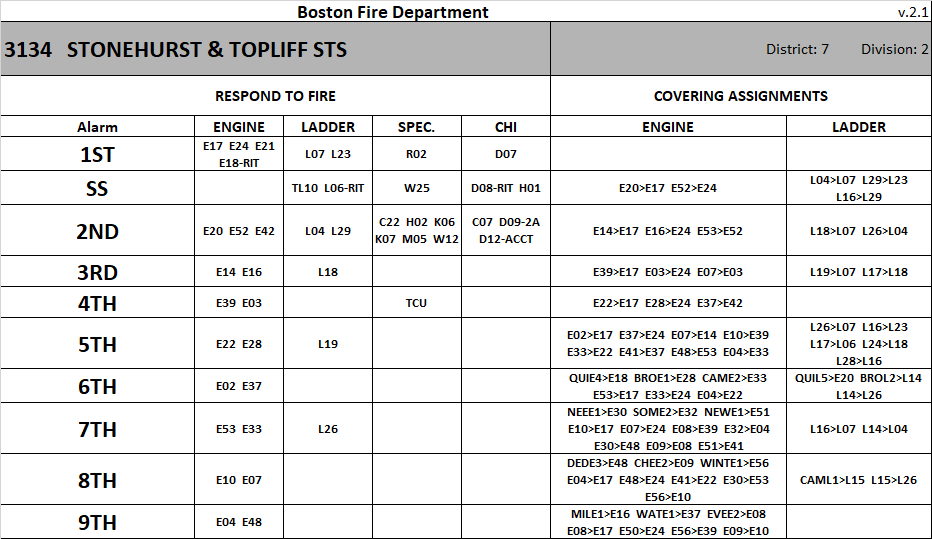 Boston Fire Department v.2.1
3134 STONEHURST & TOPLIFF STS District: 7 Division: 2
RESPOND TO FIRE COVERING ASSIGNMENTS
Alarm ENGINE LADDER SPEC. CHI ENGINE LADDER
1ST E17 E24 E21 E18-RIT L07 L23 R02 D07
SS TL10 L06-RIT W25 D08-RIT H01 E20>E17 E52>E24 L04>L07 L29>L23 L16>L29
2ND E20 E52 E42 L04 L29 C22 H02 K06 K07 M05 W12 C07 D09-2A D12-ACCT E14>E17 E16>E24 E53>E52 L18>L07 L26>L04
3RD E14 E16 L18 E39>E17 E03>E24 E07>E03 L19>L07 L17>L18
4TH E39 E03 TCU E22>E17 E28>E24 E37>E42
5TH E22 E28 L19 E02>E17 E37>E24 E07>E14 E10>E39 E33>E22 E41>E37 E48>E53 E04>E33 L26>L07 L16>L23 L17>L06 L24>L18 L28>L16
6TH E02 E37 QUIE4>E18 BROE1>E28 CAME2>E33 E53>E17 E33>E24 E04>E22 QUIL5>E20 BROL2>L14 L14>L26
7TH E53 E33 L26 NEEE1>E30 SOME2>E32 NEWE1>E51 E10>E17 E07>E24 E08>E39 E32>E04 E30>E48 E09>E08 E51>E41 L16>L07 L14>L04
8TH E10 E07 DEDE3>E48 CHEE2>E09 WINTE1>E56 E04>E17 E48>E24 E41>E22 E30>E53 E56>E10 CAML1>L15 L15>L26
9TH E04 E48 MILE1>E16 WATE1>E37 EVEE2>E08 E08>E17 E50>E24 E56>E39 E09>E10